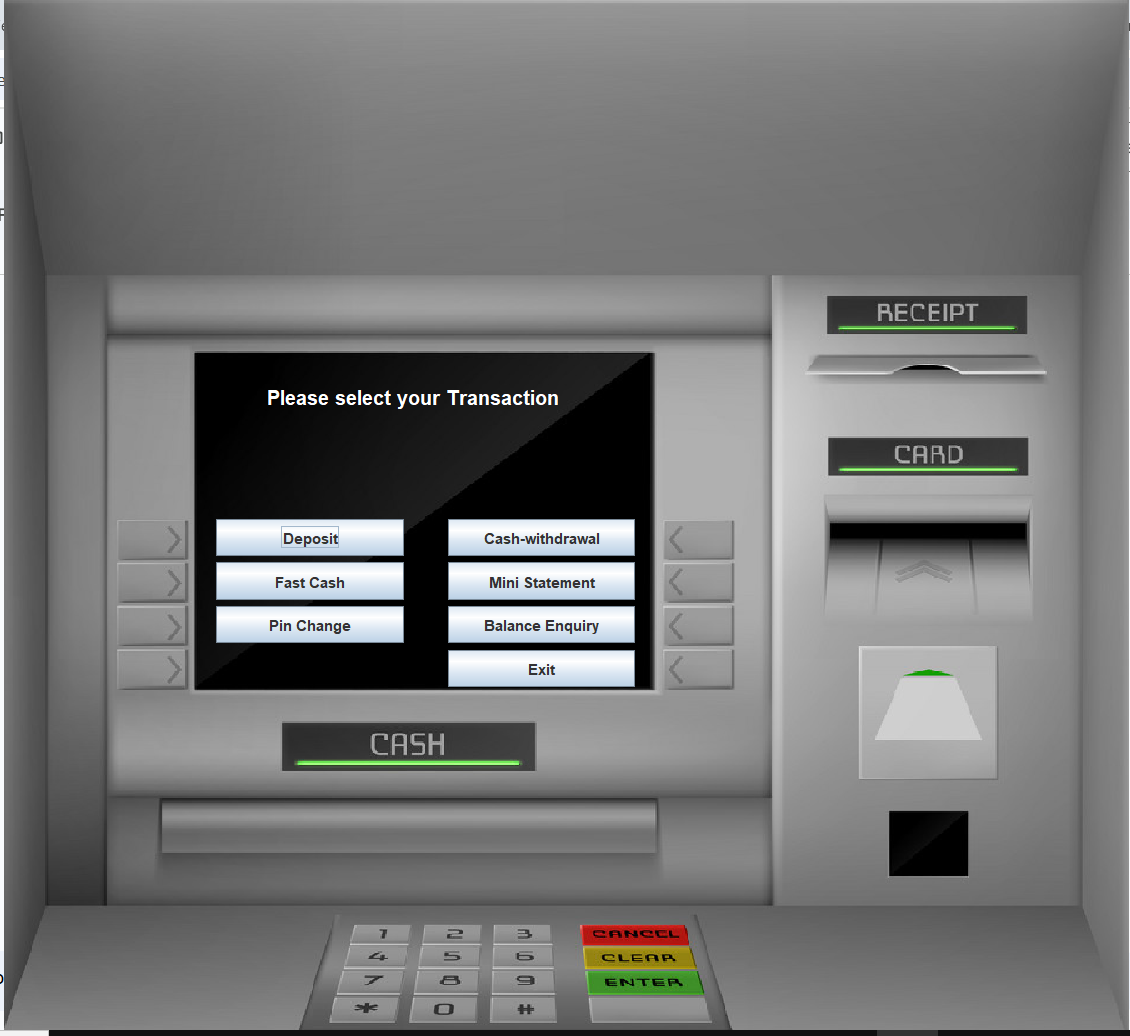 RECEIPT
Please select your Transaction
CARD
Deposit
Cash-withdrawal
Fast Cash
Mini Statement
Pin Change
Balance Enquiry
Exit
CASH
1 2 3 CANCEL
4 5 6 CLEAR
7 8 9 ENTER
* 0 #